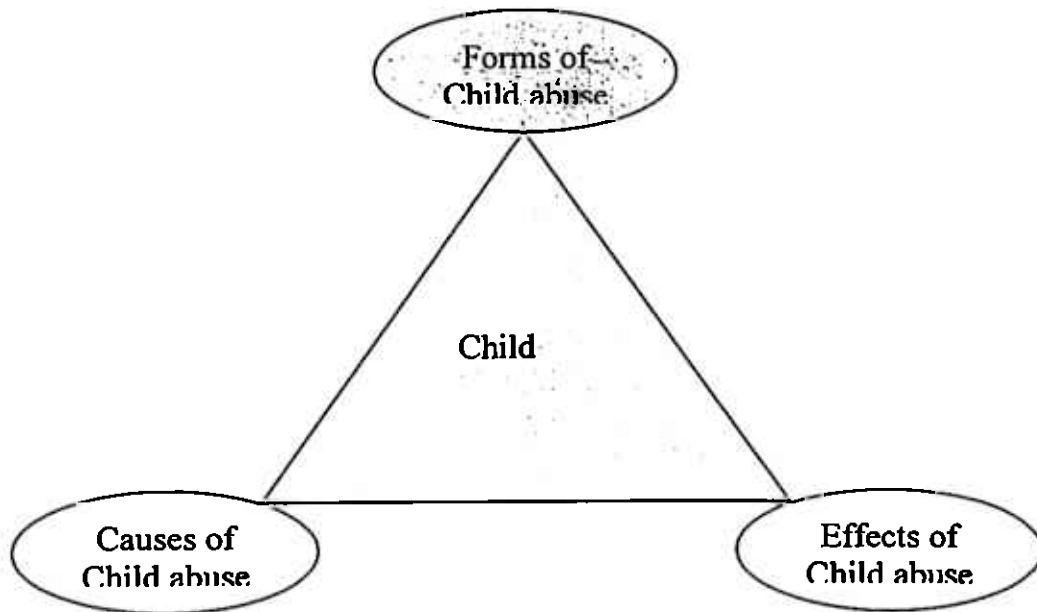 Forms of
Child abuse
Child
Causes of
Child abuse
Effects of
Child abuse